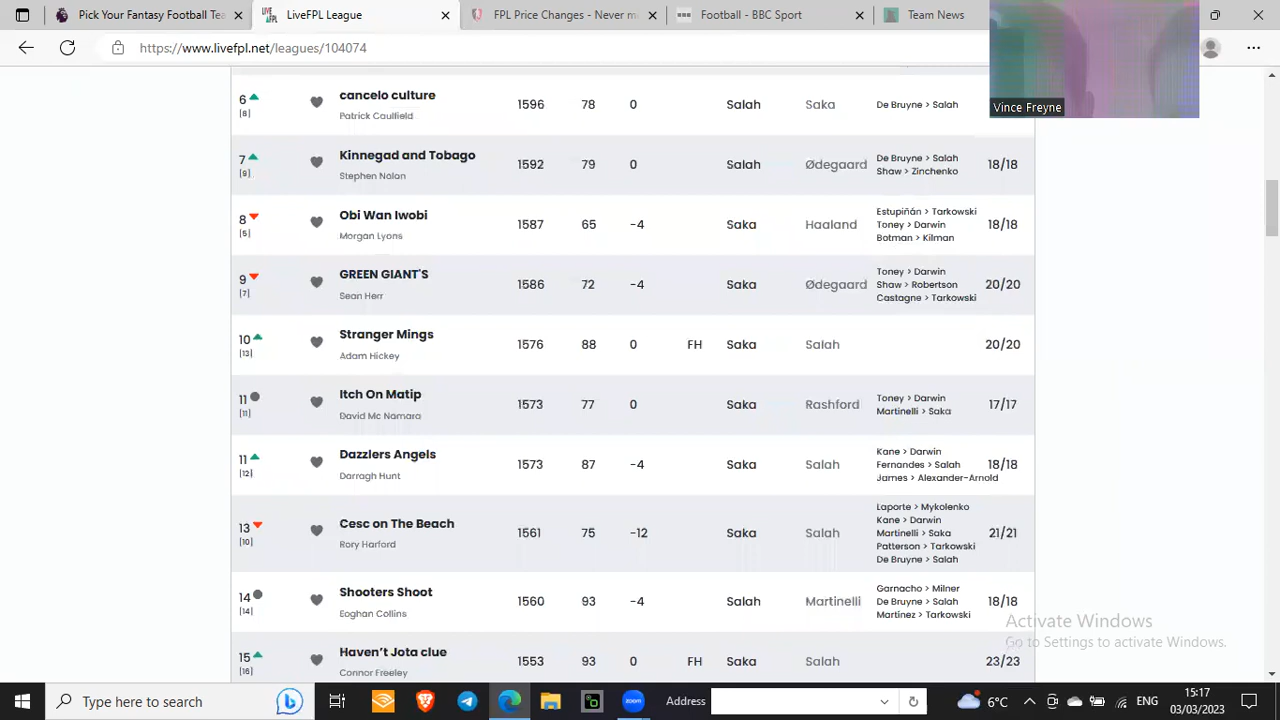 Pick Your Fantasy Football Tea
LiveFPL League
FPL Price Changes - Never m
Football - BBC Sport
Team News
https://www.livefpl.net/leagues/104074
Vince Freyne
6 cancelo culture 1596 78 0 Salah Saka De Bruyne > Salah
[8] Patrick Caulfield
7 Kinnegad and Tobago 1592 79 0 Salah Ødegaard De Bruyne > Salah 18/18
[9] Stephen Nolan Shaw > Zinchenko
8 Obi Wan Iwobi 1587 65 -4 Saka Haaland Estupiñán > Tarkowski 18/18
Toney > Darwin
[5] Morgan Lyons Botman > Kilman
9 GREEN GIANT'S 1586 72 -4 Saka Ødegaard Toney > Darwin 20/20
Shaw > Robertson
[7] Sean Herr Castagne > Tarkowski
10 Stranger Mings 1576 88 0 FH Saka Salah 20/20
[13] Adam Hickey
11 Itch On Matip 1573 77 0 Saka Rashford Toney > Darwin 17/17
[11] David Mc Namara Martinelli > Saka
11 Dazzlers Angels 1573 87 -4 Saka Salah Kane > Darwin 18/18
Fernandes > Salah
[12] Darragh Hunt James > Alexander-Arnold
13 Cesc on The Beach 1561 75 -12 Saka Salah Laporte > Mykolenko 21/21
Kane > Darwin
Martinelli > Saka
[10] Rory Harford Patterson > Tarkowski
De Bruyne > Salah
14 Shooters Shoot 1560 93 -4 Salah Martinelli Garnacho > Milner 18/18
De Bruyne > Salah
[14] Eoghan Collins Martinez > Tarkowski
15 Haven't Jota clue 1553 93 0 FH Saka Salah 23/23
[16] Connor Freeley
Activate Windows
Go to Settings to activate Windows.
Type here to search
zoom
Address
6°C
ENG
15:17
03/03/2023